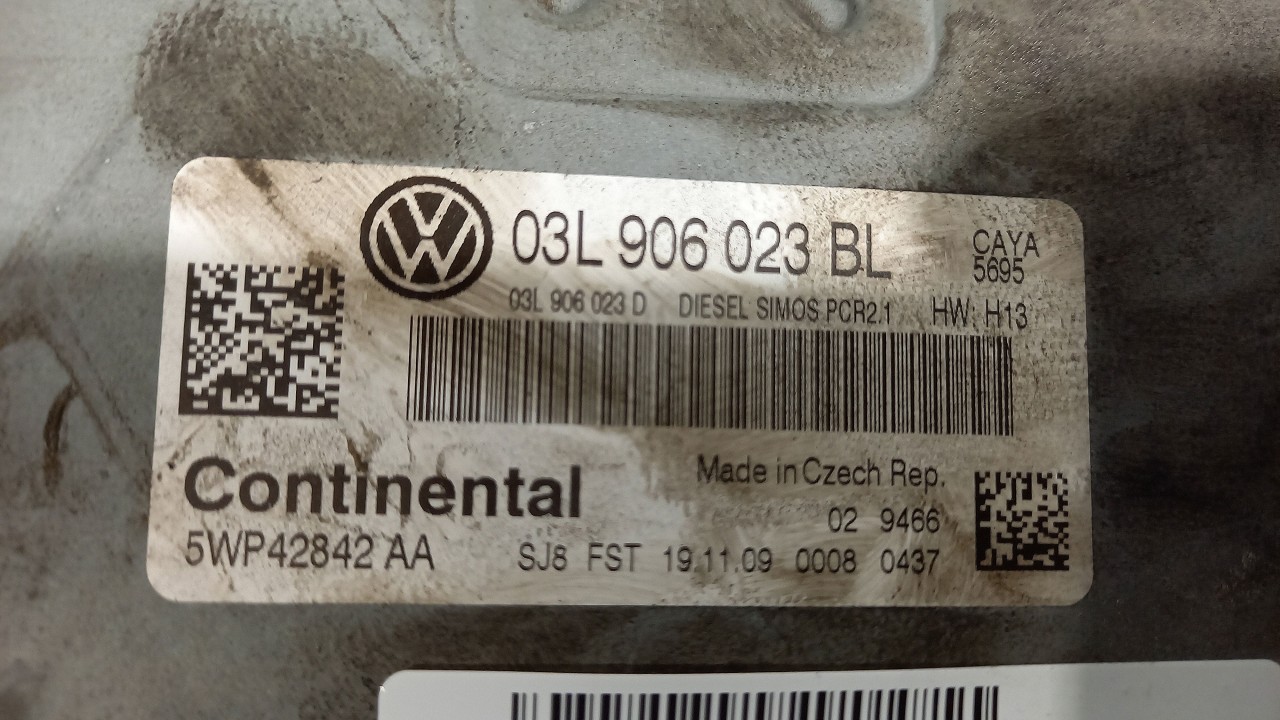 03L 906 023 BL
CAYA
5695
03L 906 023 D DIESEL SIMOS PCR2.1 HW: H13
Continental
Made in Czech Rep.
02 9466
5WP42842 AA
SJ8 FST 19.11.09 0008 0437